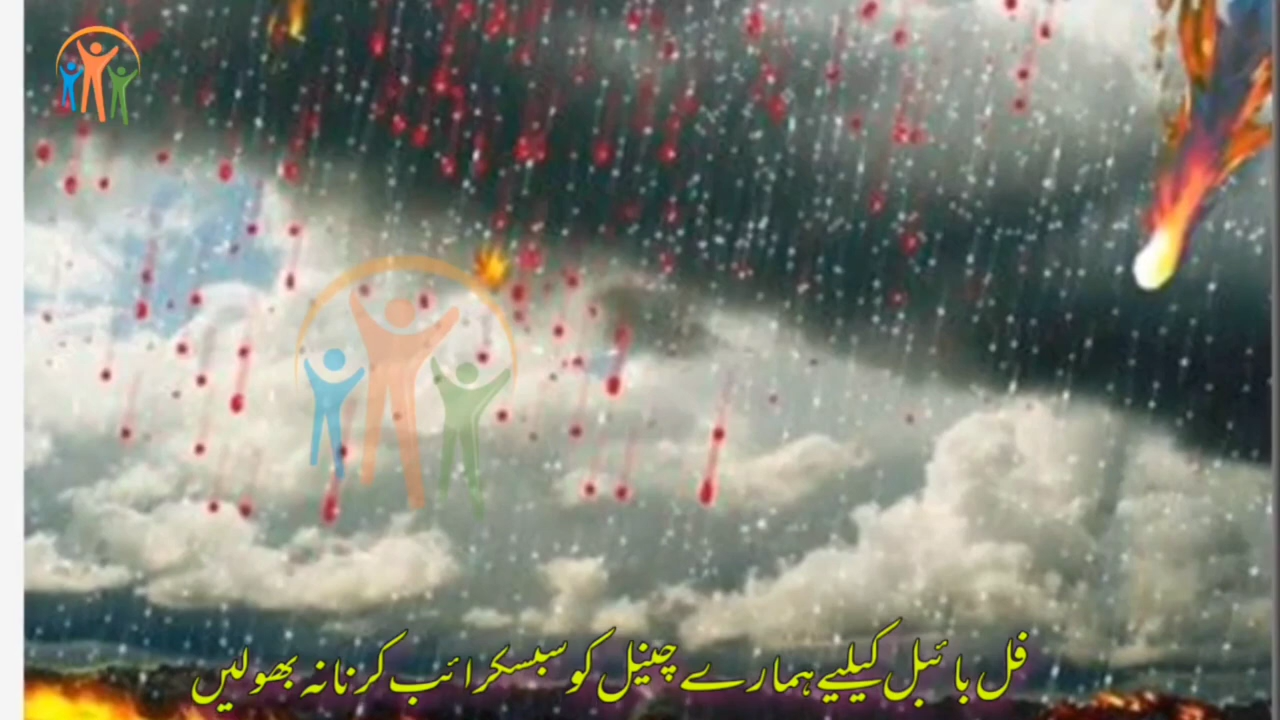 فل بائبل کیلیے ہمارے چینل کو سبسکرائب کرنا نہ بھولیں